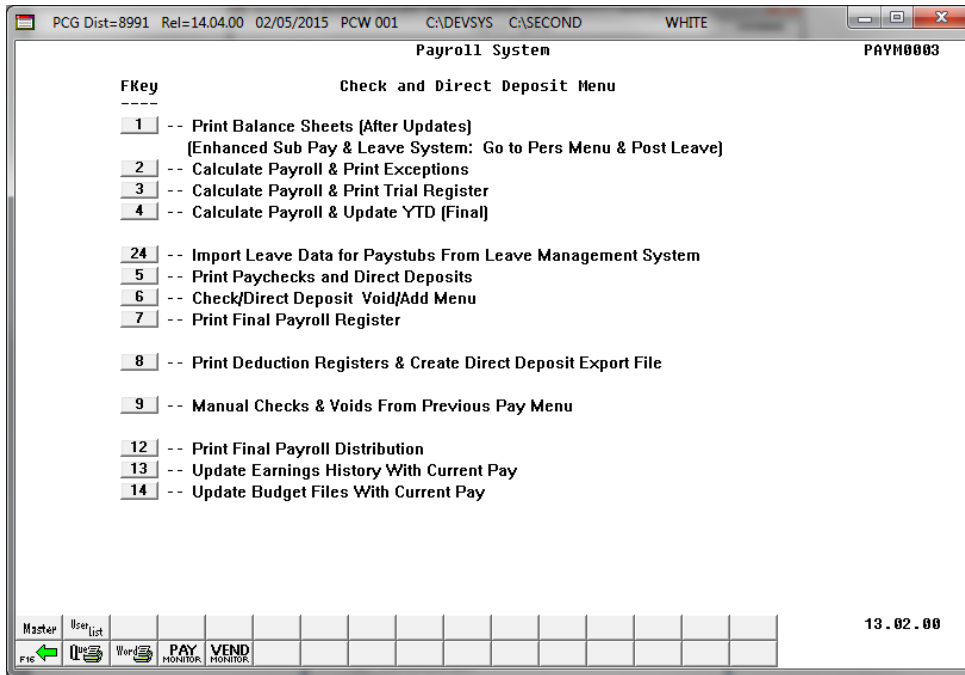 PCG Dist=8991 Rel=14.04.00 02/05/2015 PCW 001 C:\DEVSYS C:\SECOND WHITE
Payroll System PAYM0003
FKey Check and Direct Deposit Menu
----
1 -- Print Balance Sheets (After Updates)
(Enhanced Sub Pay & Leave System: Go to Pers Menu & Post Leave)
2 -- Calculate Payroll & Print Exceptions
3 -- Calculate Payroll & Print Trial Register
4 -- Calculate Payroll & Update YTD (Final)
24 -- Import Leave Data for Paystubs From Leave Management System
5 -- Print Paychecks and Direct Deposits
6 -- Check/Direct Deposit Void/Add Menu
7 -- Print Final Payroll Register
8 -- Print Deduction Registers & Create Direct Deposit Export File
9 -- Manual Checks & Voids From Previous Pay Menu
12 -- Print Final Payroll Distribution
13 -- Update Earnings History With Current Pay
14 -- Update Budget Files With Current Pay
Master User List 13.02.00
F16 Que Word PAY MONITOR VEND MONITOR